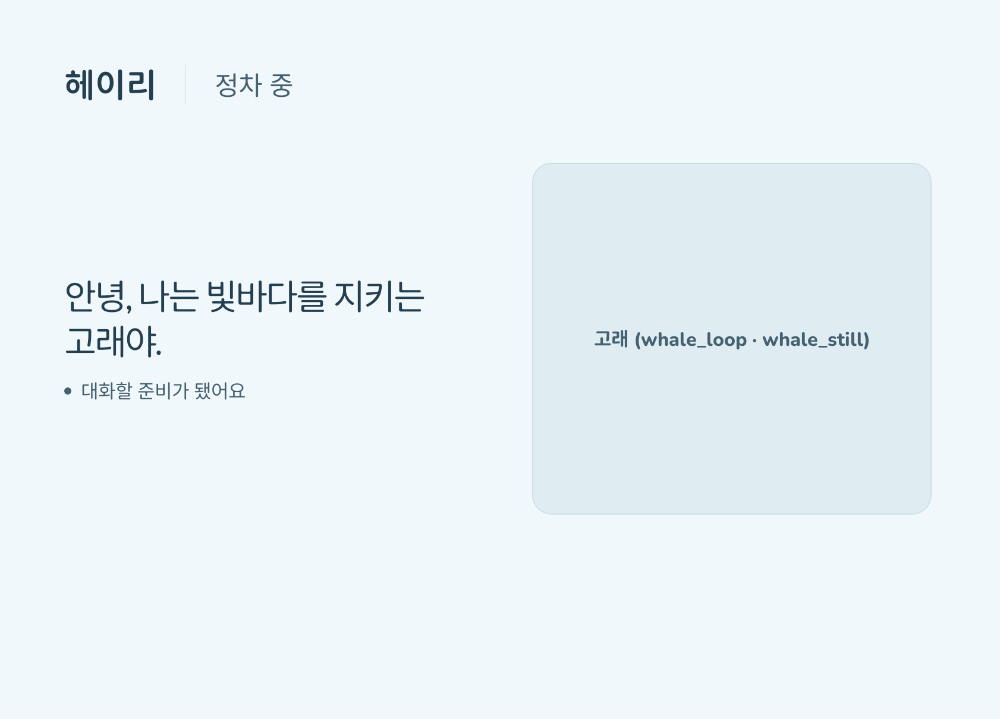 헤이리
정차 중
안녕, 나는 빛바다를 지키는
고래야.
대화할 준비가 됐어요
고래 (whale_loop · whale_still)